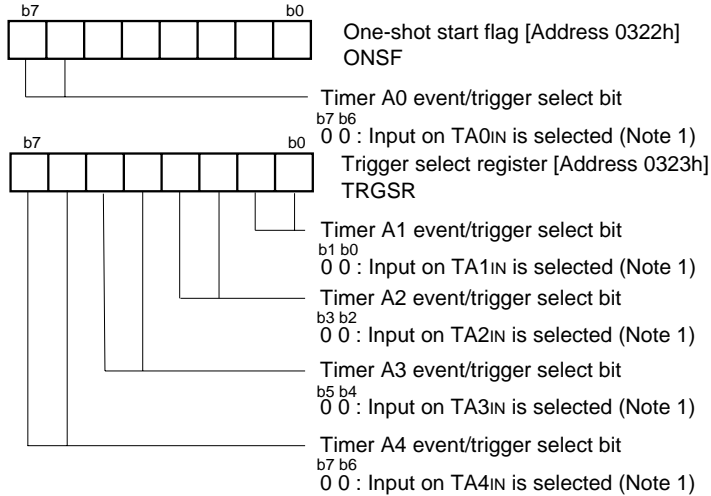 b7 b0
One-shot start flag [Address 0322h]
ONSF
Timer A0 event/trigger select bit
b7 b6
0 0 : Input on TA0IN is selected (Note 1)
b7 b0
Trigger select register [Address 0323h]
TRGSR
Timer A1 event/trigger select bit
b1 b0
0 0 : Input on TA1IN is selected (Note 1)
Timer A2 event/trigger select bit
b3 b2
0 0 : Input on TA2IN is selected (Note 1)
Timer A3 event/trigger select bit
b5 b4
0 0 : Input on TA3IN is selected (Note 1)
Timer A4 event/trigger select bit
b7 b6
0 0 : Input on TA4IN is selected (Note 1)